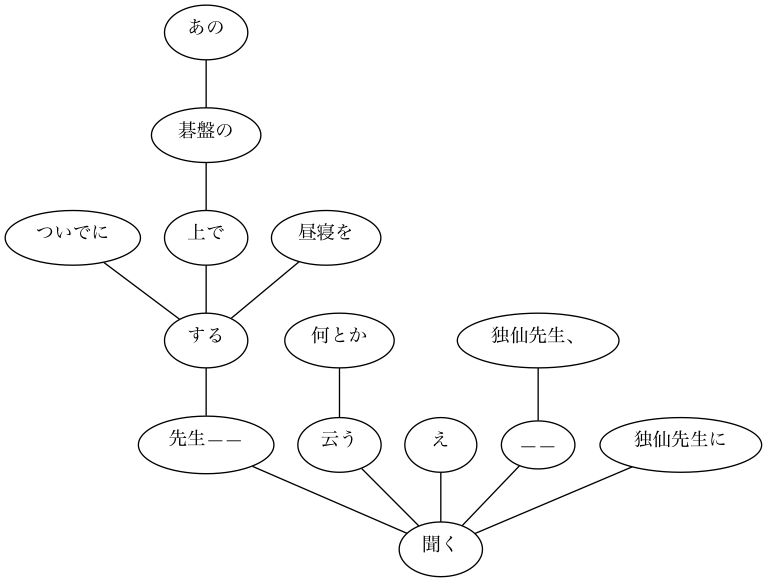 あの
碁盤の
ついでに 上で 昼寝を
する 何とか 独仙先生、
先生―― 云う え ―― 独仙先生に
聞く